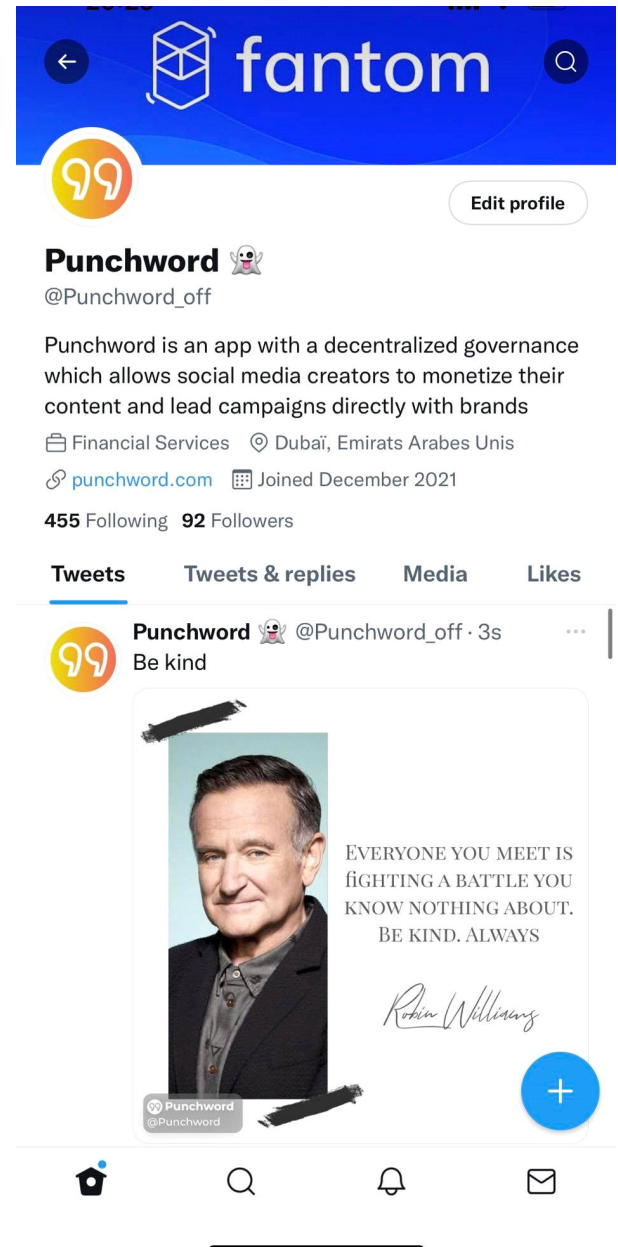 fantom
Edit profile
Punchword 👻
@Punchword_off
Punchword is an app with a decentralized governance
which allows social media creators to monetize their
content and lead campaigns directly with brands
Financial Services Dubaï, Emirats Arabes Unis
punchword.com Joined December 2021
455 Following 92 Followers
Tweets Tweets & replies Media Likes
Punchword 👻 @Punchword_off · 3s
Be kind
EVERYONE YOU MEET IS
fiGHTING A BATTLE YOU
KNOW NOTHING ABOUT.
BE KIND. ALWAYS
Robin Williams
Punchword
@Punchword